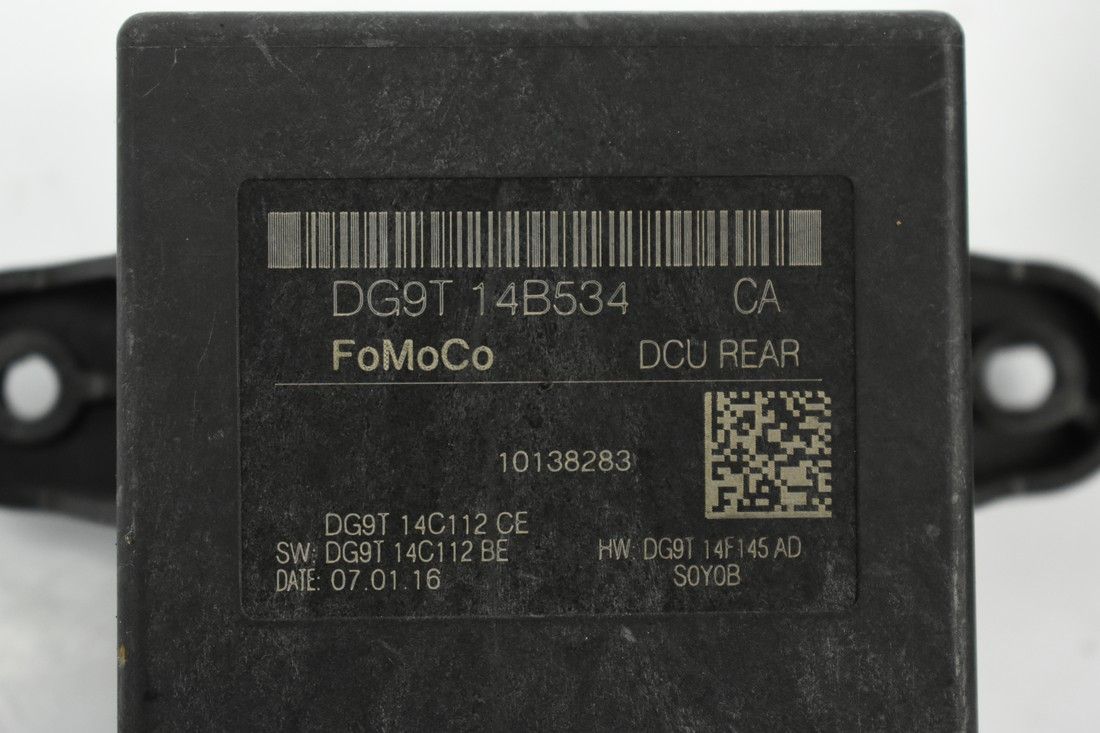 DG9T 14B534 CA
FoMoCo DCU REAR
10138283
DG9T 14C112 CE
SW: DG9T 14C112 BE HW: DG9T 14F145 AD
DATE: 07.01.16 S0Y0B